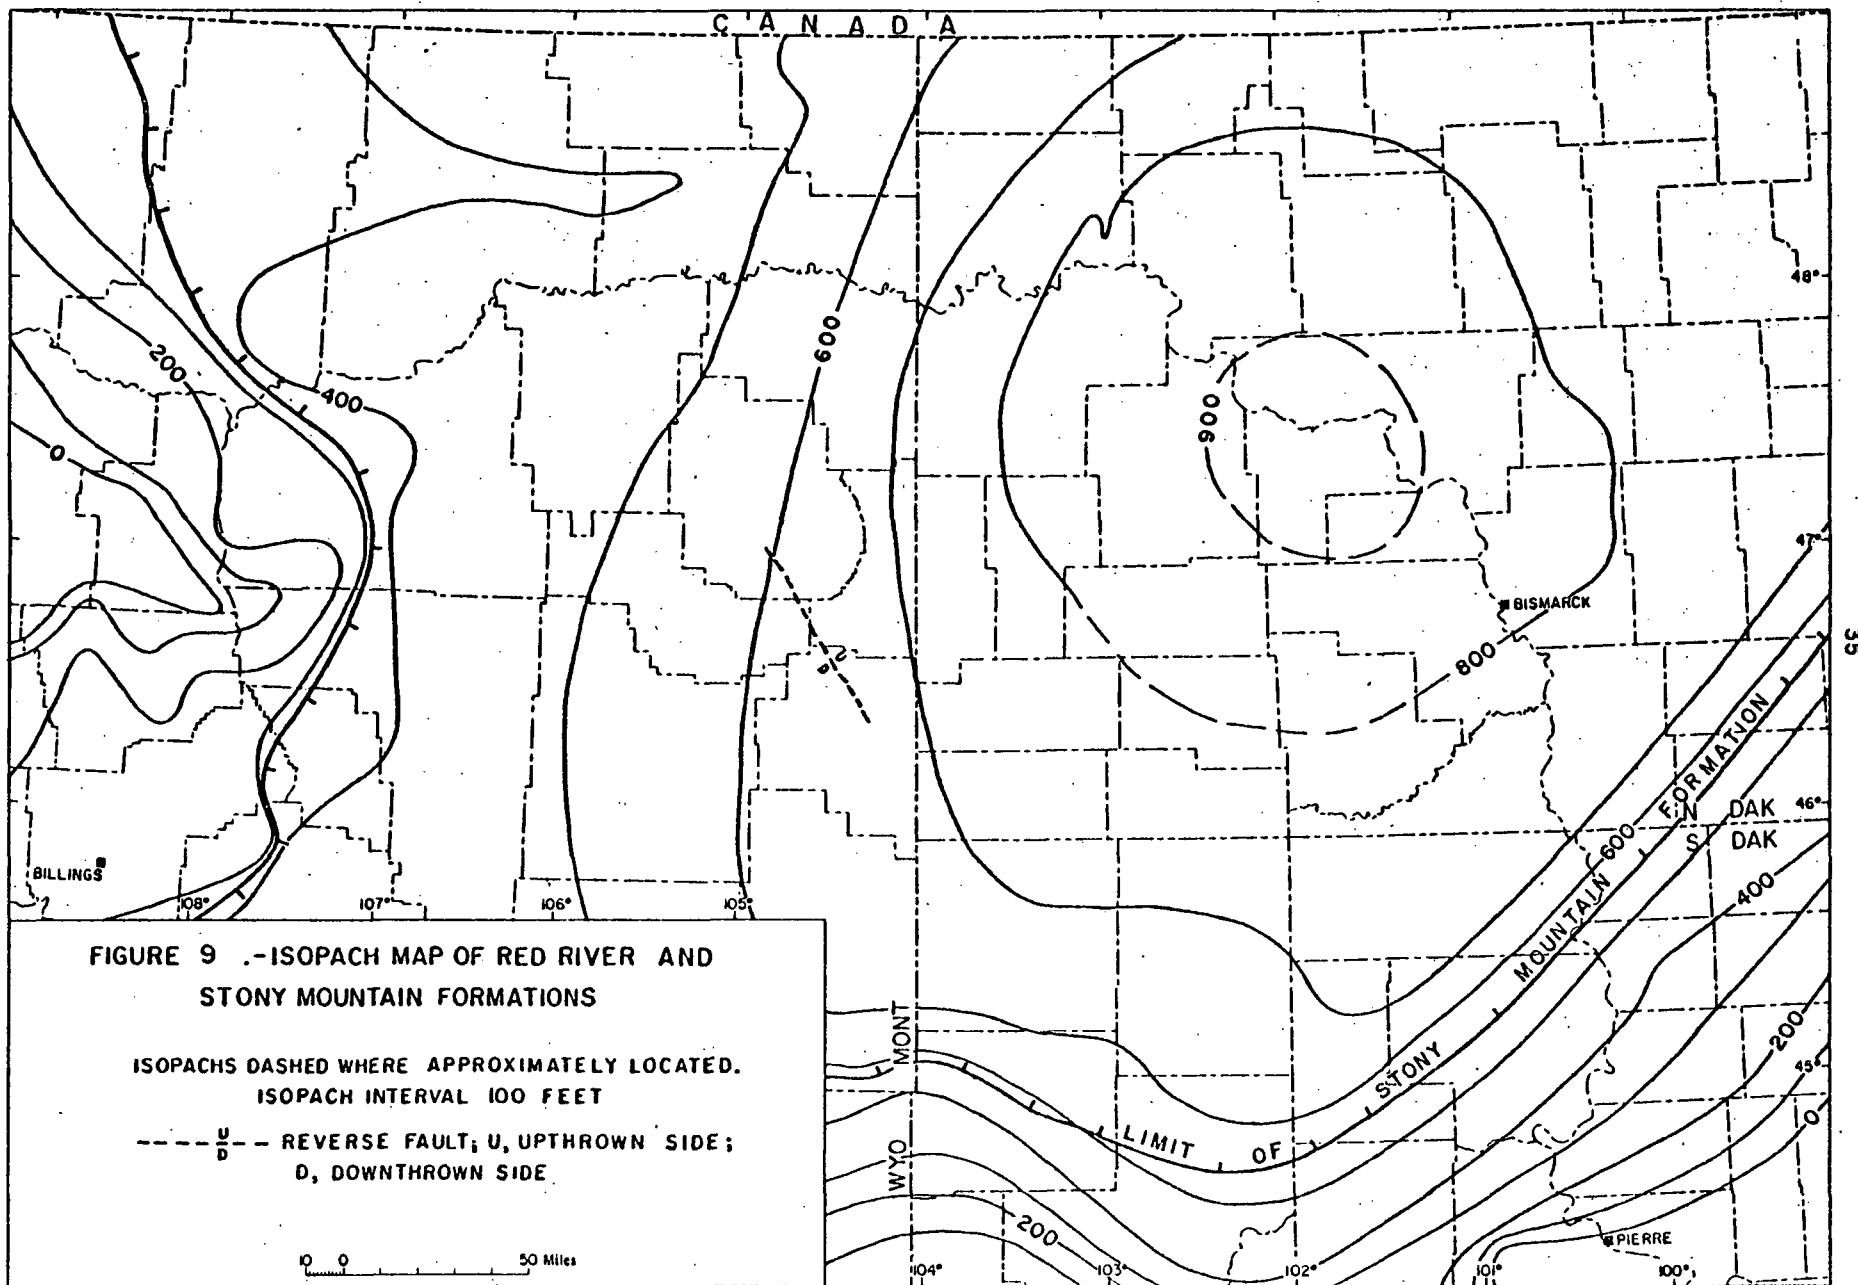 CANADA
48°
200
600
400
900
0
47°
BISMARCK
800
35
U
D
FORMATION
N DAK
46°
S DAK
600
BILLINGS
400
108°
107°
106°
105°
MOUNTAIN
FIGURE 9 .-ISOPACH MAP OF RED RIVER AND
STONY MOUNTAIN FORMATIONS
MONT
WYO
200
45°
STONY
ISOPACHS DASHED WHERE APPROXIMATELY LOCATED.
ISOPACH INTERVAL 100 FEET
0
LIMIT OF
U
D
REVERSE FAULT; U, UPTHROWN SIDE;
D, DOWNTHROWN SIDE
200
PIERRE
10 0 50 Miles
104°
103°
102°
101°
100°